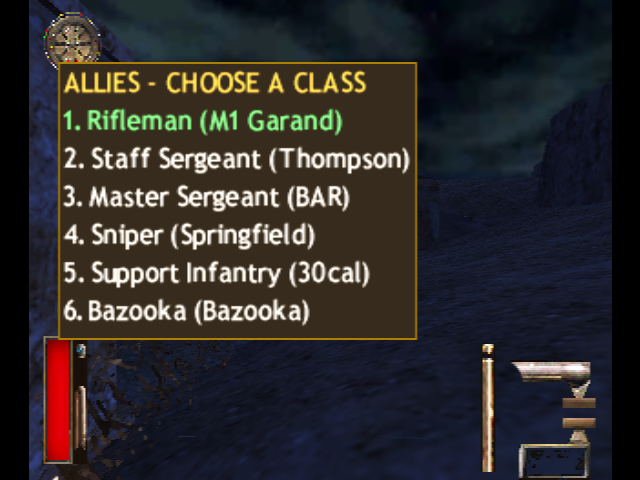 ALLIES - CHOOSE A CLASS
1. Rifleman (M1 Garand)
2. Staff Sergeant (Thompson)
3. Master Sergeant (BAR)
4. Sniper (Springfield)
5. Support Infantry (30cal)
6. Bazooka (Bazooka)